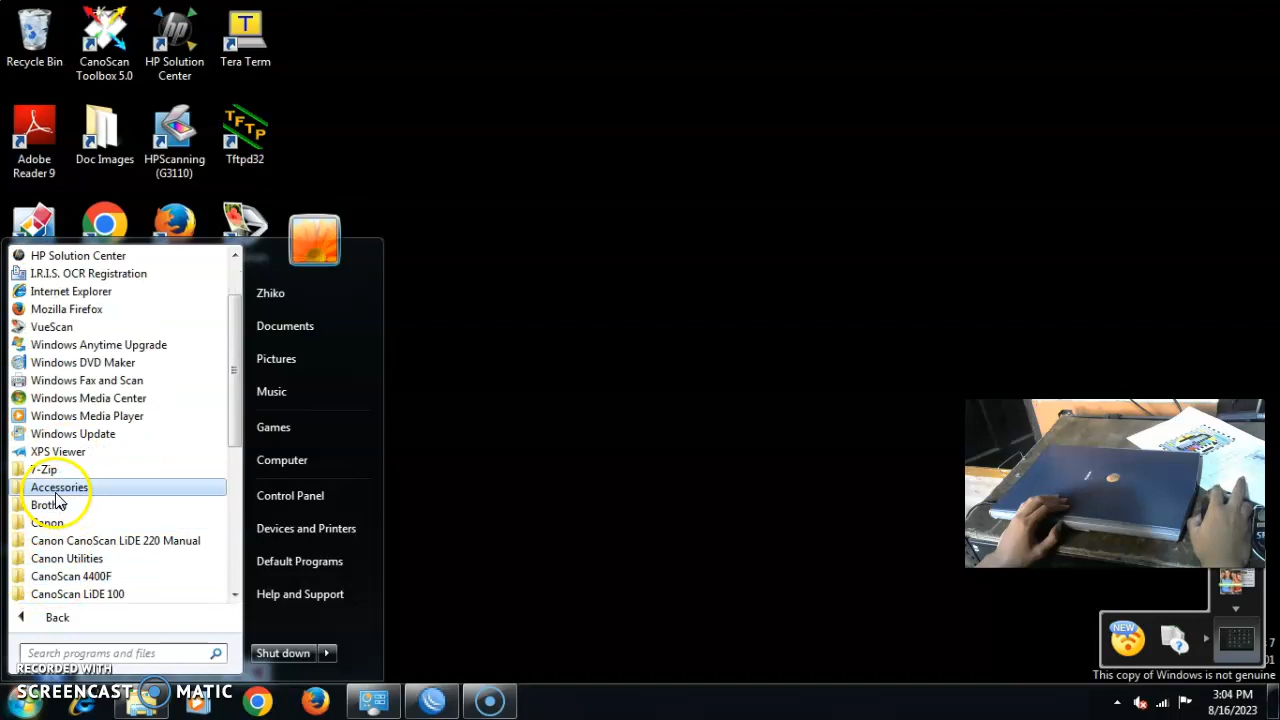 Recycle Bin
CanoScan
Toolbox 5.0
HP Solution
Center
Tera Term
Adobe
Reader 9
Doc Images
HPScanning
(G3110)
TFTP
Tftpd32
HP Solution Center
I.R.I.S. OCR Registration
Internet Explorer
Mozilla Firefox
VueScan
Windows Anytime Upgrade
Windows DVD Maker
Windows Fax and Scan
Windows Media Center
Windows Media Player
Windows Update
XPS Viewer
7-Zip
Accessories
Brother
Canon
Canon CanoScan LiDE 220 Manual
Canon Utilities
CanoScan 4400F
CanoScan LiDE 100
Back
Search programs and files
Zhiko
Documents
Pictures
Music
Games
Computer
Control Panel
Devices and Printers
Default Programs
Help and Support
Shut down
RECORDED WITH
SCREENCAST MATIC
NEW
This copy of Windows is not genuine
3:04 PM
8/16/2023